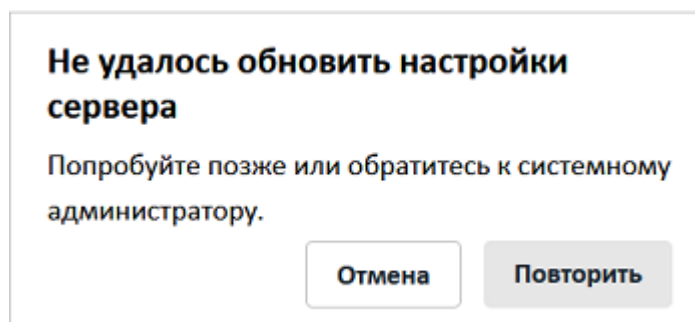 Не удалось обновить настройки
сервера
Попробуйте позже или обратитесь к системному
администратору.
Отмена
Повторить